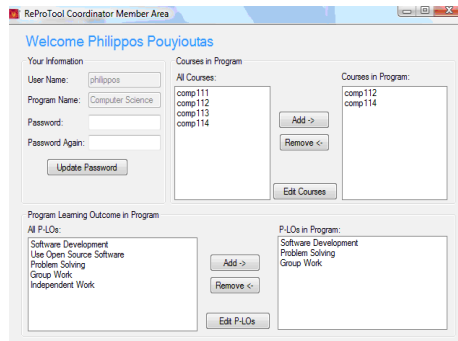 ReProTool Coordinator Member Area
Welcome Philippos Pouyioutas
Your Information
User Name: philippos
Program Name: Computer Science
Password:
Password Again:
Update Password
Courses in Program
All Courses:
comp111
comp112
comp113
comp114
Add ->
Remove <-
Edit Courses
Courses in Program:
comp112
comp114
Program Learning Outcome in Program
All P-LOs:
Software Development
Use Open Source Software
Problem Solving
Group Work
Independent Work
Add ->
Remove <-
Edit P-LOs
P-LOs in Program:
Software Development
Problem Solving
Group Work